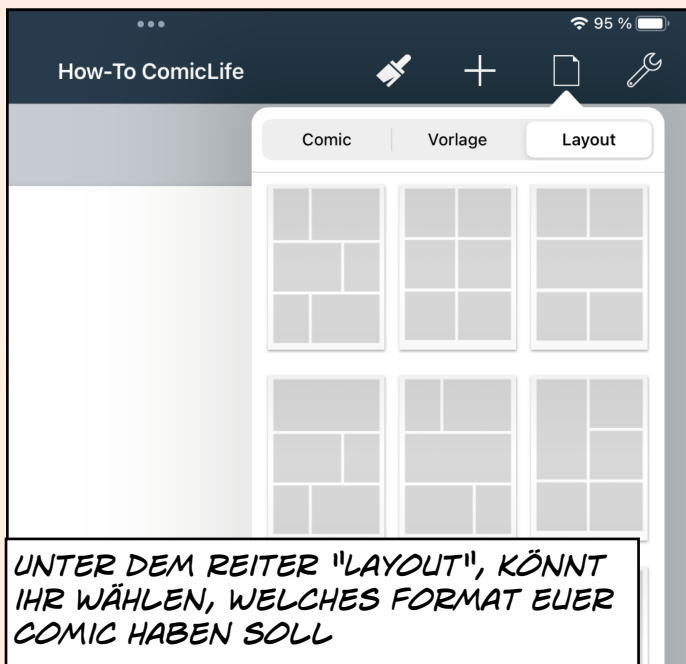 95 %
How-To ComicLife
Comic Vorlage Layout
UNTER DEM REITER "LAYOUT", KÖNNT
IHR WÄHLEN, WELCHES FORMAT EUER
COMIC HABEN SOLL